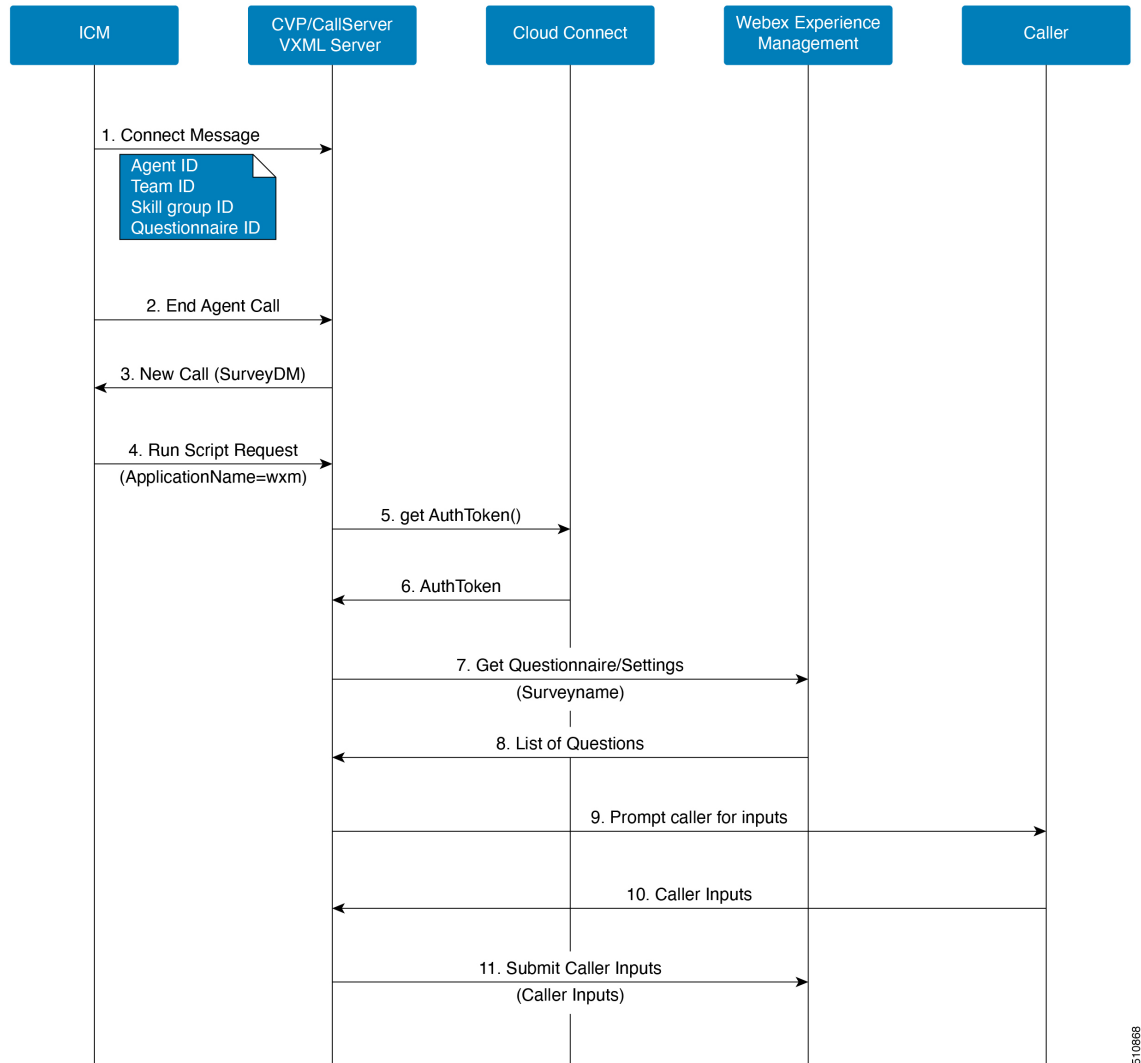 ICM
CVP/CallServer
VXML Server
Cloud Connect
Webex Experience
Management
Caller
1. Connect Message
Agent ID
Team ID
Skill group ID
Questionnaire ID
2. End Agent Call
3. New Call (SurveyDM)
4. Run Script Request
(ApplicationName=wxm)
5. get AuthToken()
6. AuthToken
7. Get Questionnaire/Settings
(Surveyname)
8. List of Questions
9. Prompt caller for inputs
10. Caller Inputs
11. Submit Caller Inputs
(Caller Inputs)
510868